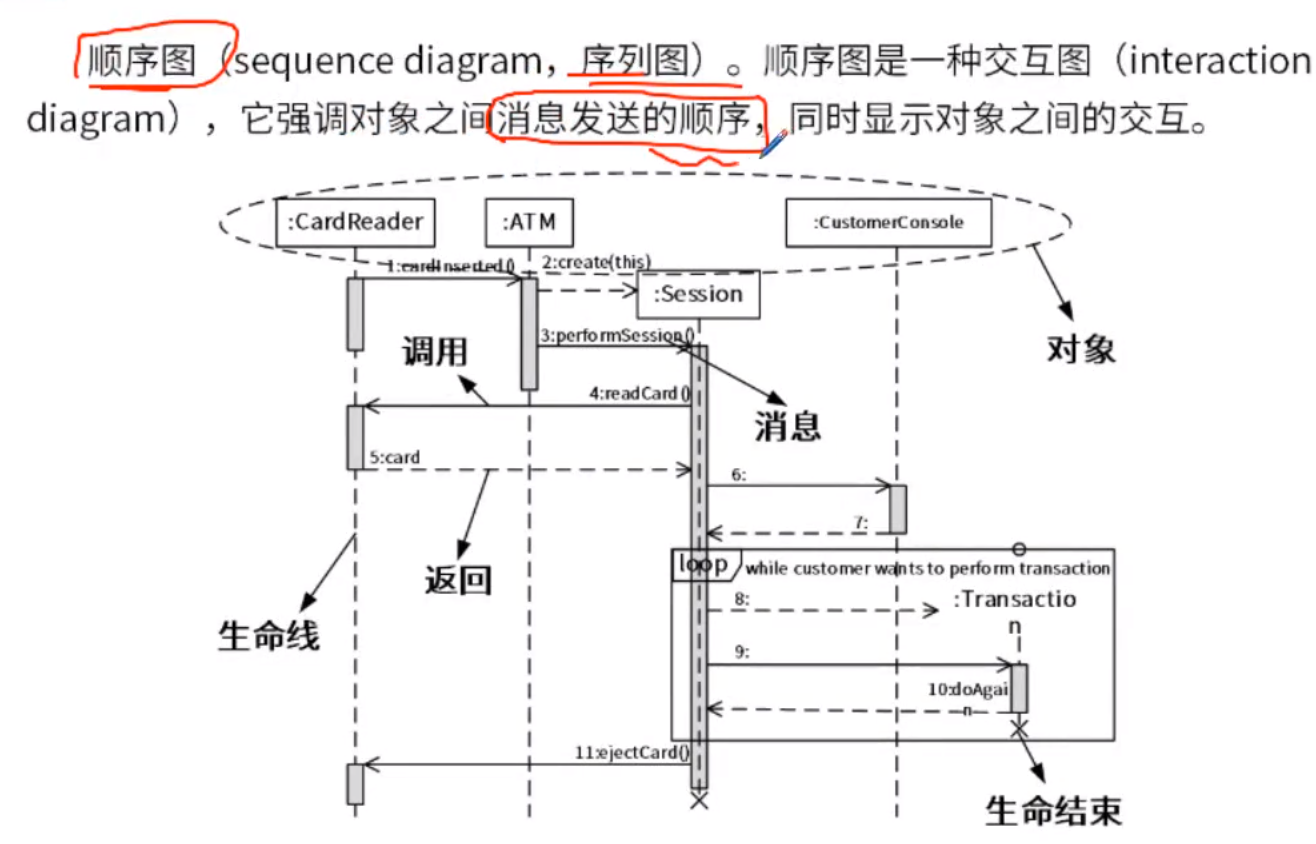 顺序图（sequence diagram，序列图）。顺序图是一种交互图（interaction
diagram），它强调对象之间消息发送的顺序，同时显示对象之间的交互。
:CardReader
:ATM
:CustomerConsole
1:cardInserted()
2:create(this)
:Session
3:performSession()
对象
调用
4:readCard()
消息
5:card
6:
7:
返回
loop
while customer wants to perform transaction
8:
:Transactio
n
生命线
9:
10:doAgai
n
11:ejectCard()
生命结束